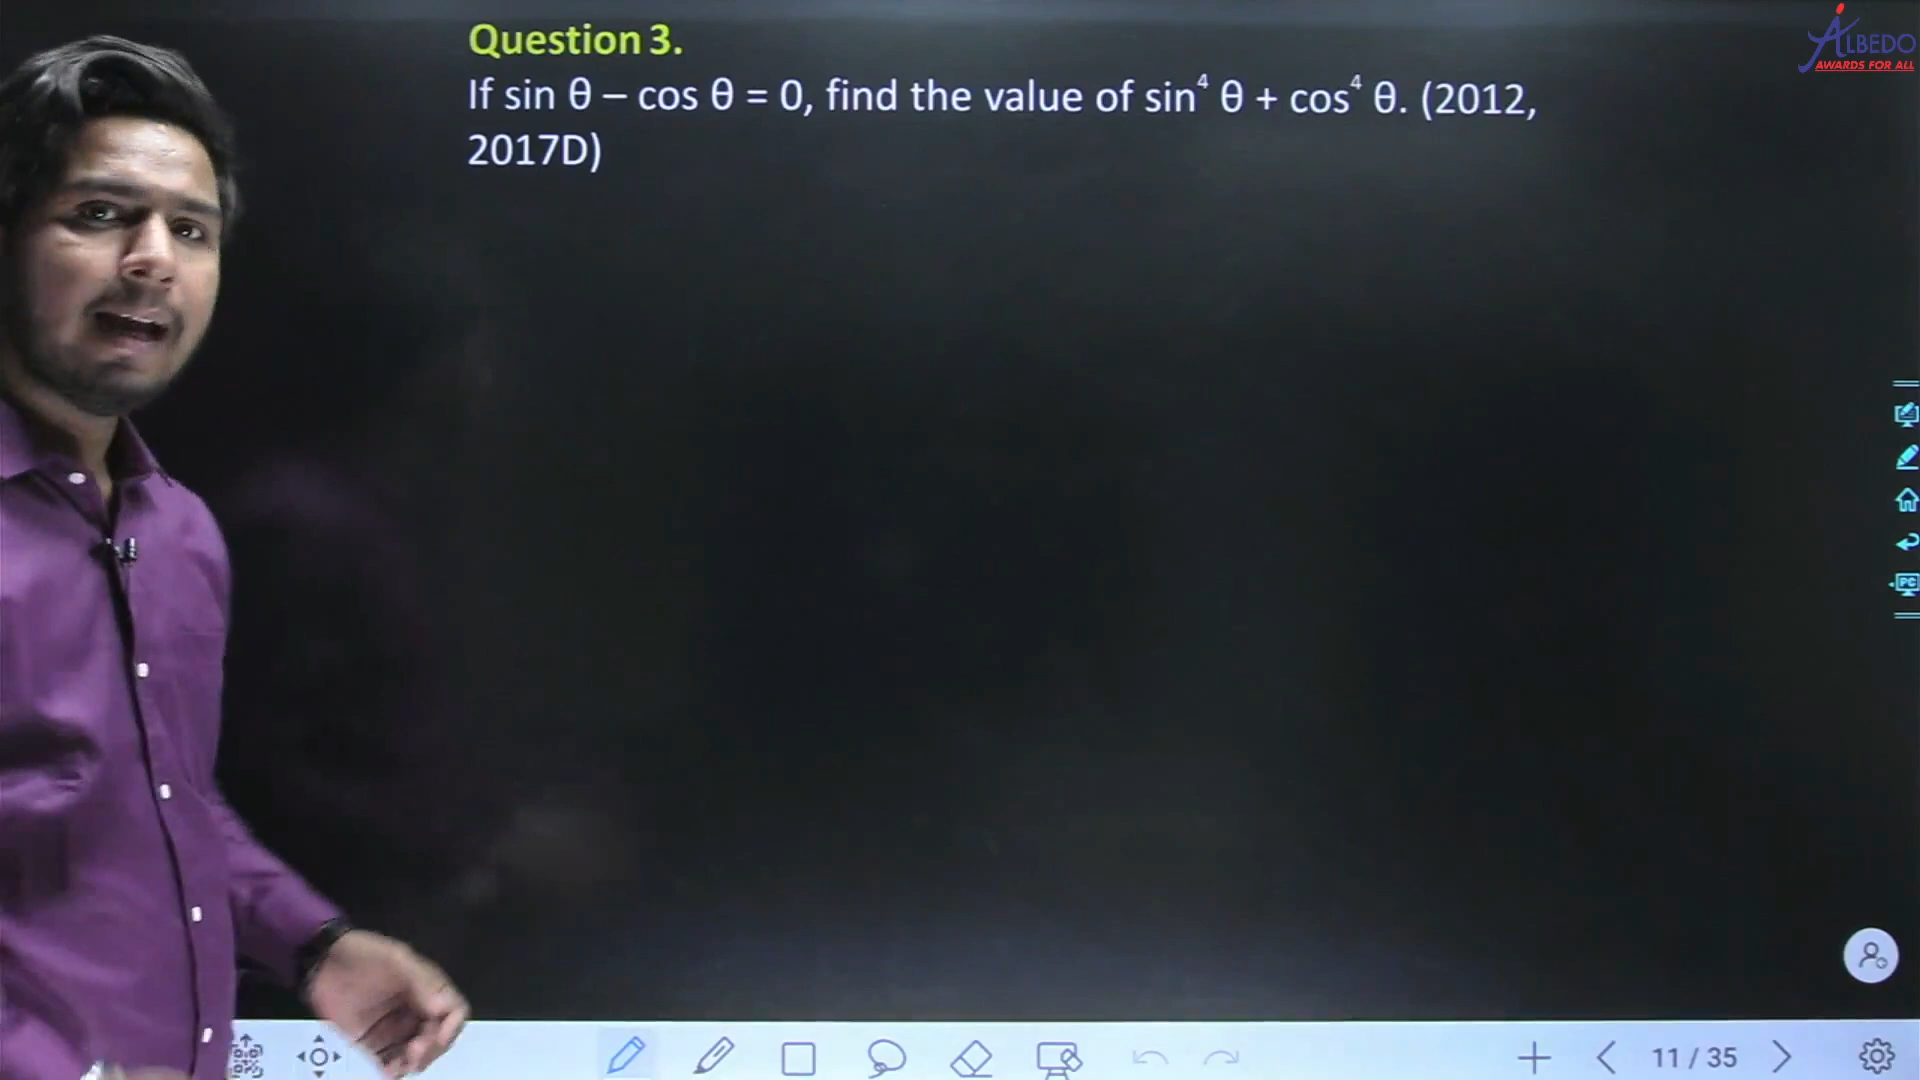 ALBEDO
AWARDS FOR ALL
Question 3.
If sin θ – cos θ = 0, find the value of sin⁴ θ + cos⁴ θ. (2012,
2017D)
PC
11 / 35